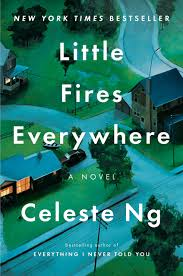 NEW YORK TIMES BESTSELLER
Little
Fires
Everywhere
A NOVEL
Celeste Ng
Bestselling author of
EVERYTHING I NEVER TOLD YOU